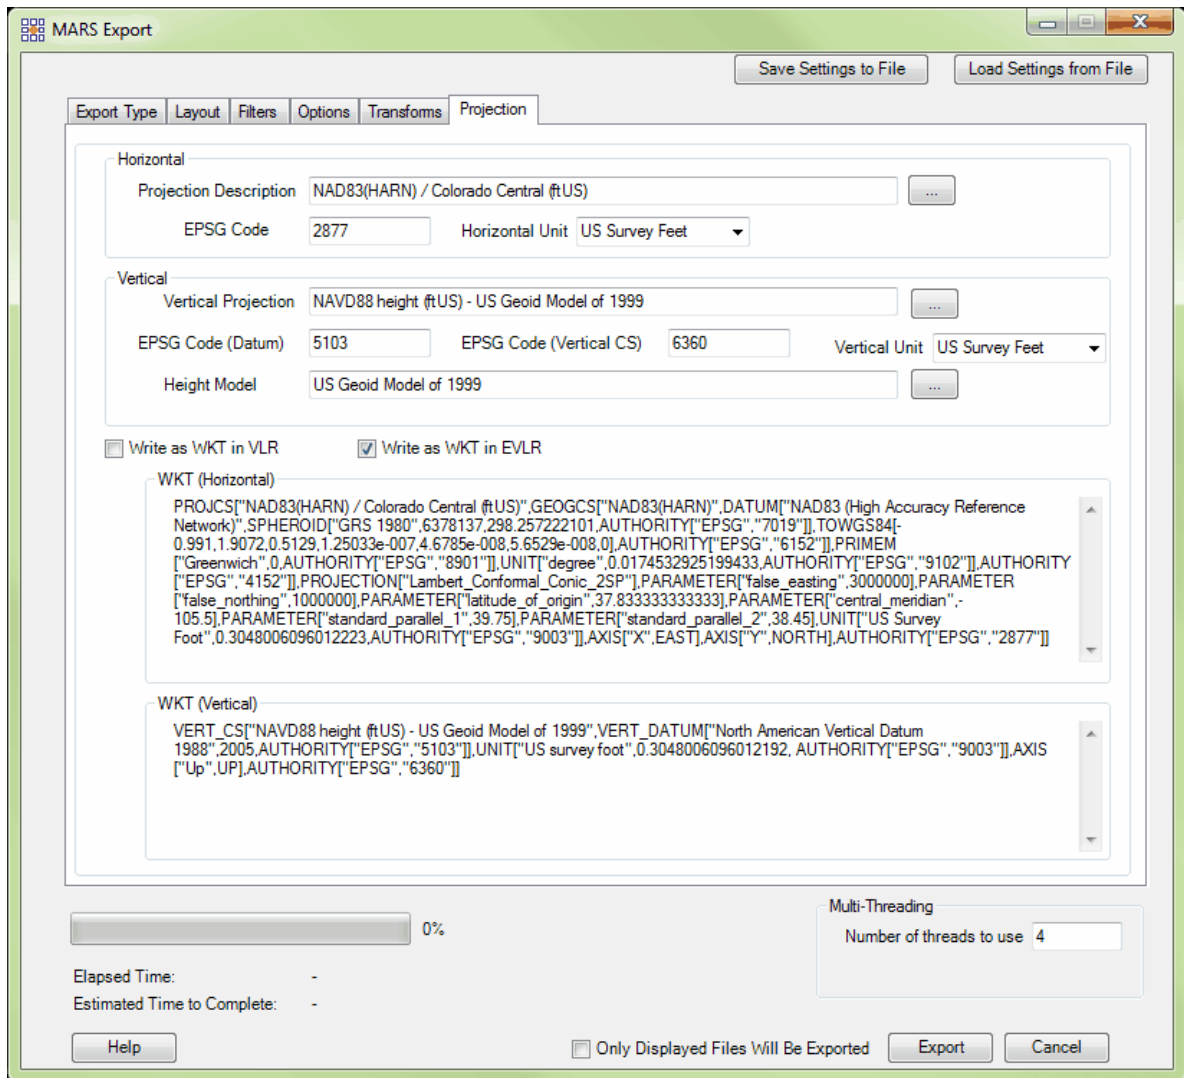 MARS Export
Save Settings to File
Load Settings from File
Export Type
Layout
Filters
Options
Transforms
Projection
Horizontal
Projection Description
NAD83(HARN) / Colorado Central (ftUS)
...
EPSG Code
2877
Horizontal Unit
US Survey Feet
Vertical
Vertical Projection
NAVD88 height (ftUS) - US Geoid Model of 1999
...
EPSG Code (Datum)
5103
EPSG Code (Vertical CS)
6360
Vertical Unit
US Survey Feet
Height Model
US Geoid Model of 1999
...
Write as WKT in VLR
Write as WKT in EVLR
WKT (Horizontal)
PROJCS["NAD83(HARN) / Colorado Central (ftUS)",GEOGCS["NAD83(HARN)",DATUM["NAD83 (High Accuracy Reference
Network)",SPHEROID["GRS 1980",6378137,298.257222101,AUTHORITY["EPSG","7019"]],TOWGS84[-
0.991,1.9072,0.5129,1.25033e-007,4.6785e-008,5.6529e-008,0],AUTHORITY["EPSG","6152"]],PRIMEM
["Greenwich",0,AUTHORITY["EPSG","8901"]],UNIT["degree",0.0174532925199433,AUTHORITY["EPSG","9102"]],AUTHORITY
["EPSG","4152"]],PROJECTION["Lambert_Conformal_Conic_2SP"],PARAMETER["false_easting",3000000],PARAMETER
["false_northing",1000000],PARAMETER["latitude_of_origin",37.833333333333],PARAMETER["central_meridian",-
105.5],PARAMETER["standard_parallel_1",39.75],PARAMETER["standard_parallel_2",38.45],UNIT["US Survey
Foot",0.3048006096012223,AUTHORITY["EPSG","9003"]],AXIS["X",EAST],AXIS["Y",NORTH],AUTHORITY["EPSG","2877"]]
WKT (Vertical)
VERT_CS["NAVD88 height (ftUS) - US Geoid Model of 1999",VERT_DATUM["North American Vertical Datum
1988",2005,AUTHORITY["EPSG","5103"]],UNIT["US survey foot",0.3048006096012192, AUTHORITY["EPSG","9003"]],AXIS
["Up",UP],AUTHORITY["EPSG","6360"]]
0%
Multi-Threading
Number of threads to use
4
Elapsed Time:
-
Estimated Time to Complete:
-
Help
Only Displayed Files Will Be Exported
Export
Cancel